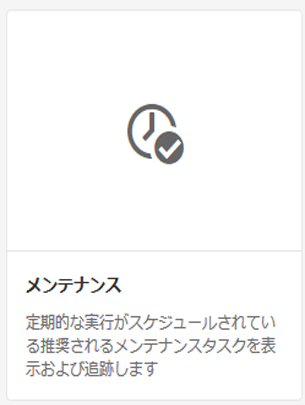 メンテナンス
定期的な実行がスケジュールされてい
る推奨されるメンテナンスタスクを表
示および追跡します